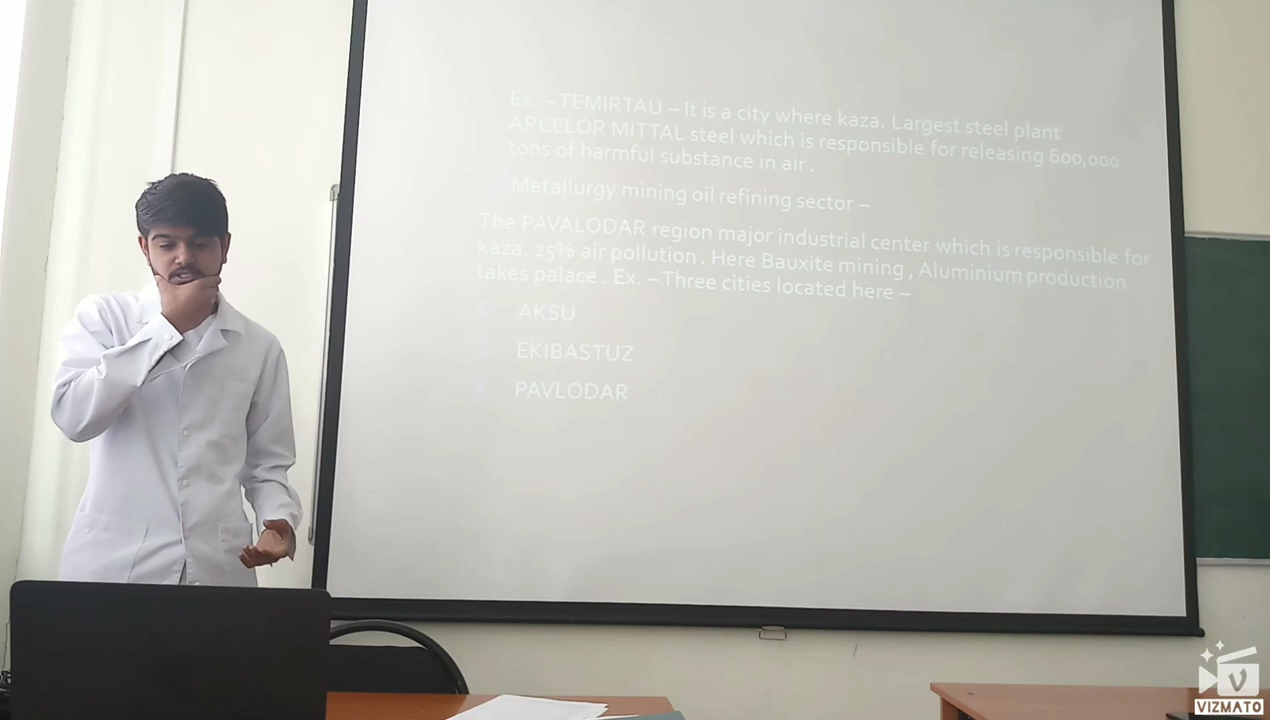 Ex. – TEMIRTAU – It is a city where kaza. Largest steel plant
ARCELOR MITTAL steel which is responsible for releasing 600,000
tons of harmful substance in air .
Metallurgy mining oil refining sector –
The PAVALODAR region major industrial center which is responsible for
kaza. 25% air pollution . Here Bauxite mining , Aluminium production
takes palace . Ex. – Three cities located here –
AKSU
EKIBASTUZ
PAVLODAR
V
VIZMATO